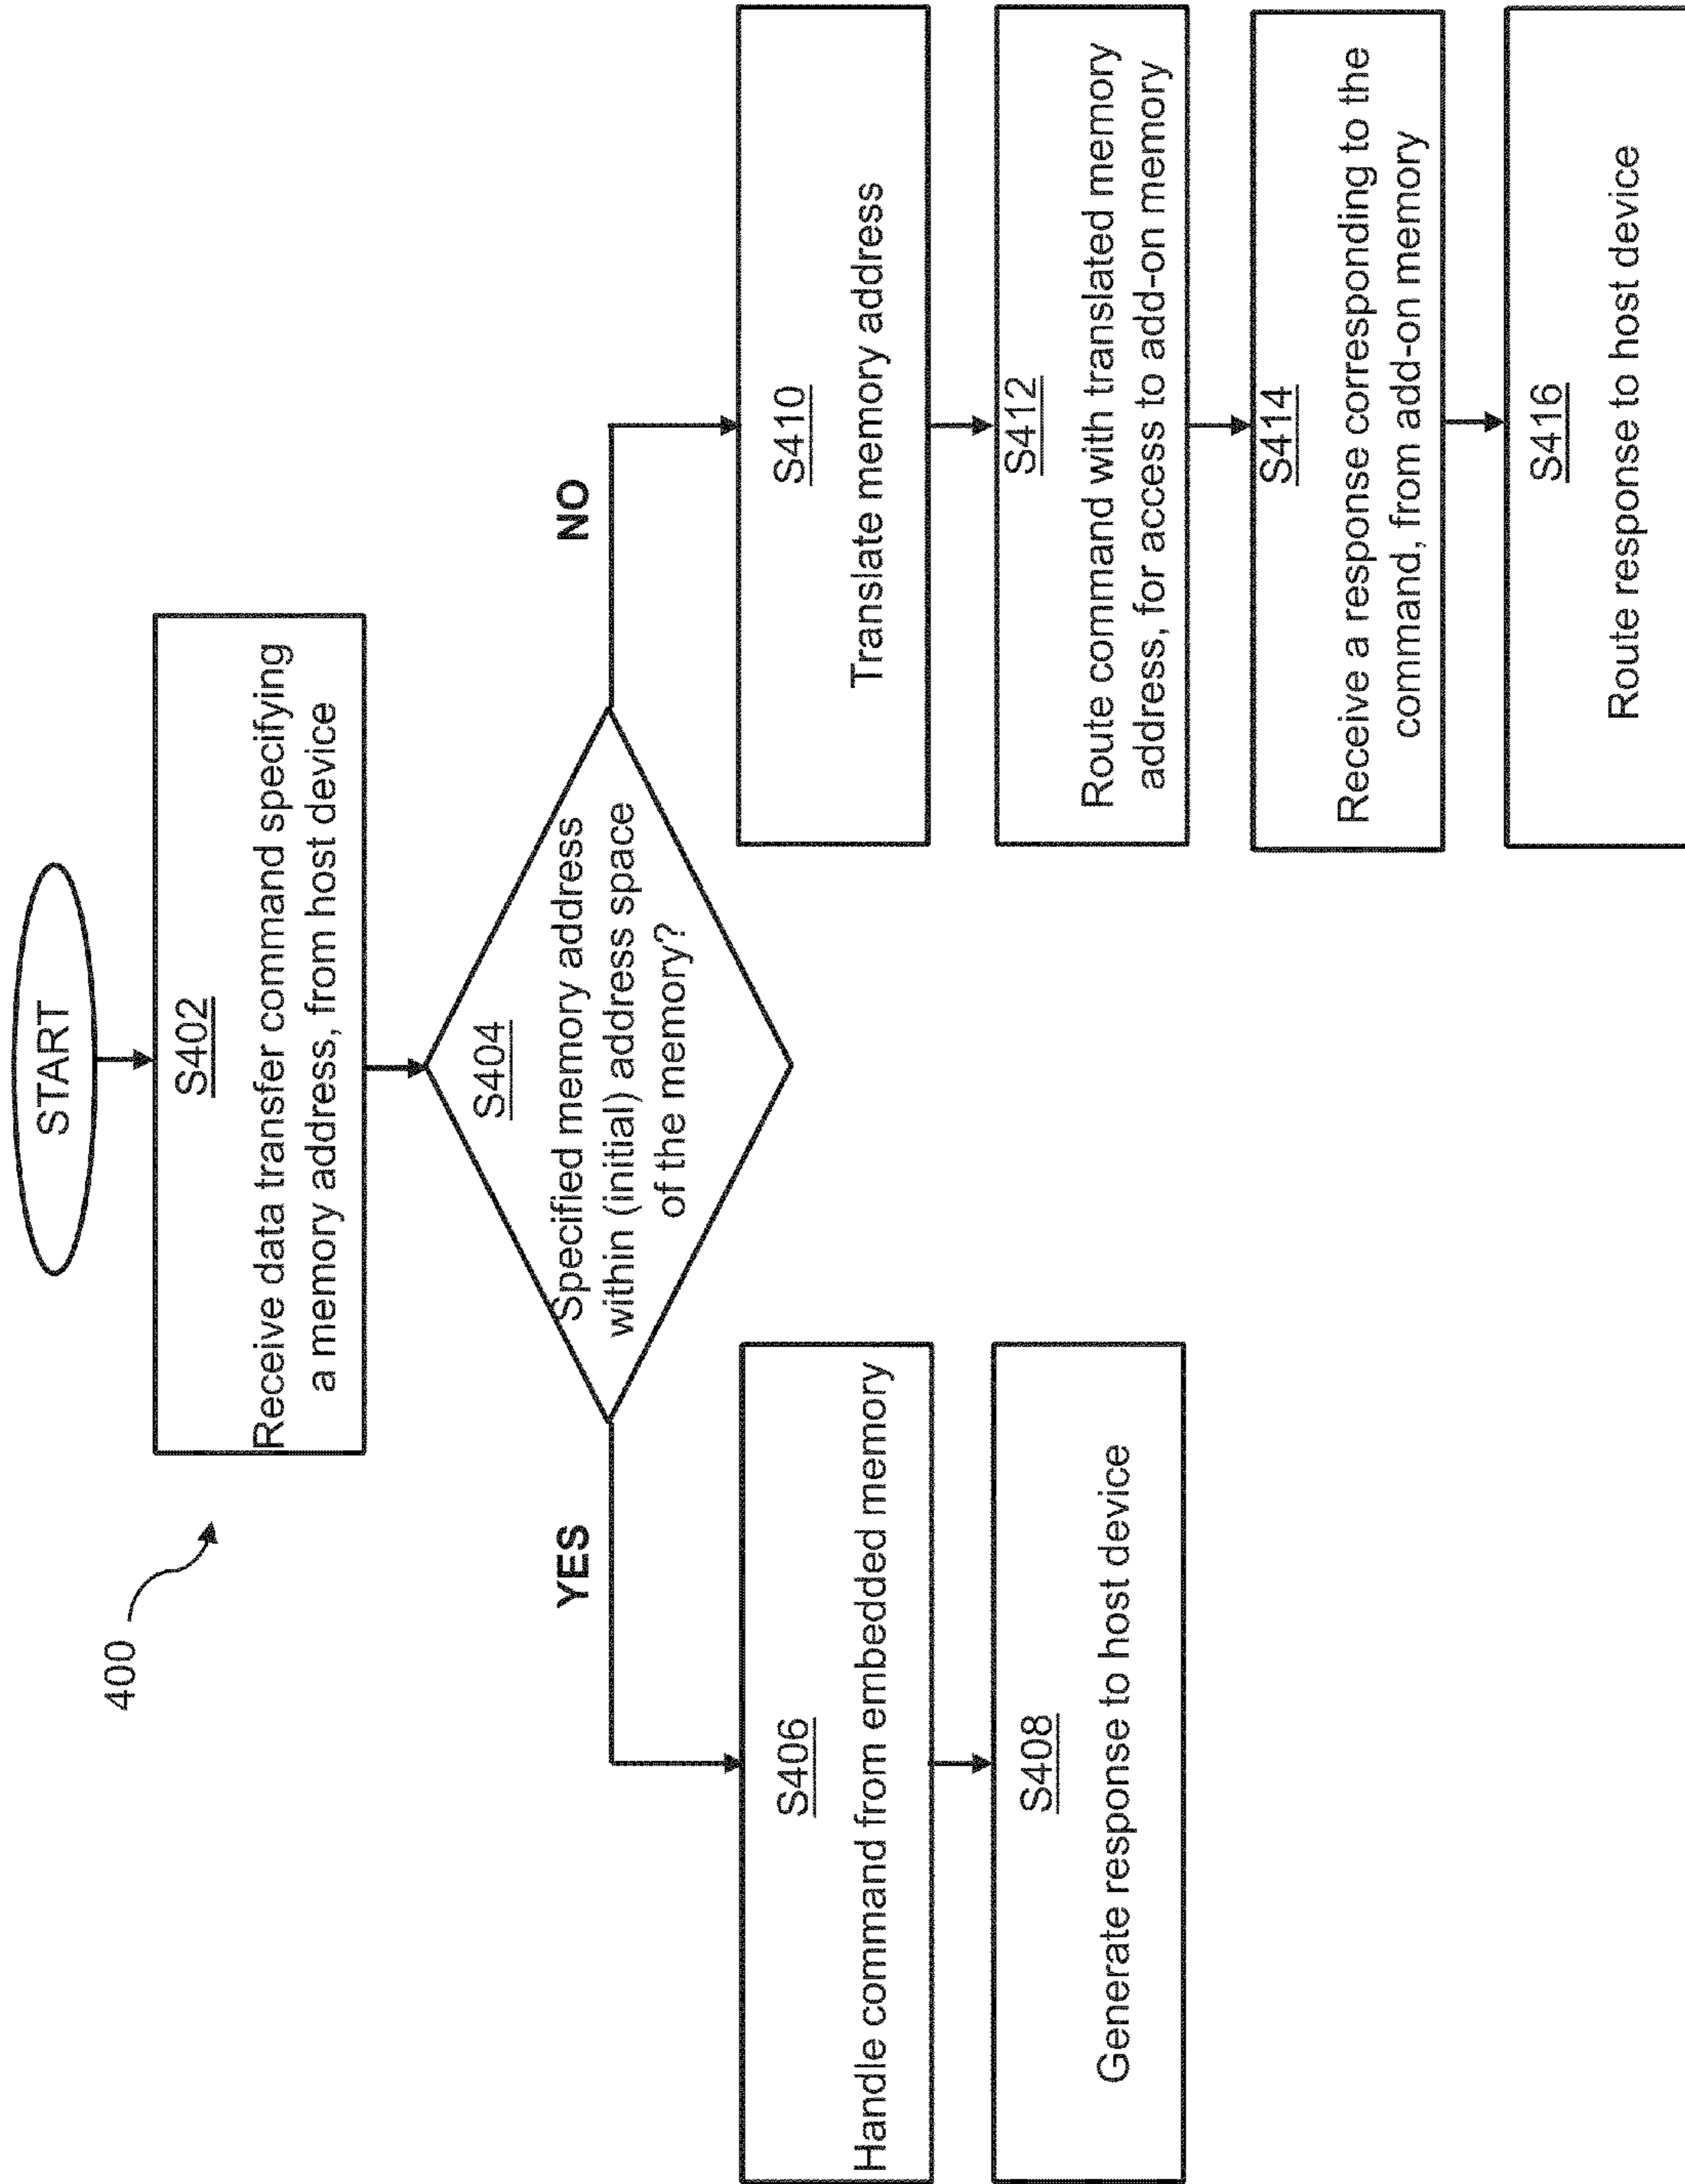 400
START
S402
Receive data transfer command specifying
a memory address, from host device
S404
Specified memory address
within (initial) address space
of the memory?
YES
NO
S406
Handle command from embedded memory
S408
Generate response to host device
S410
Translate memory address
S412
Route command with translated memory
address, for access to add-on memory
S414
Receive a response corresponding to the
command, from add-on memory
S416
Route response to host device